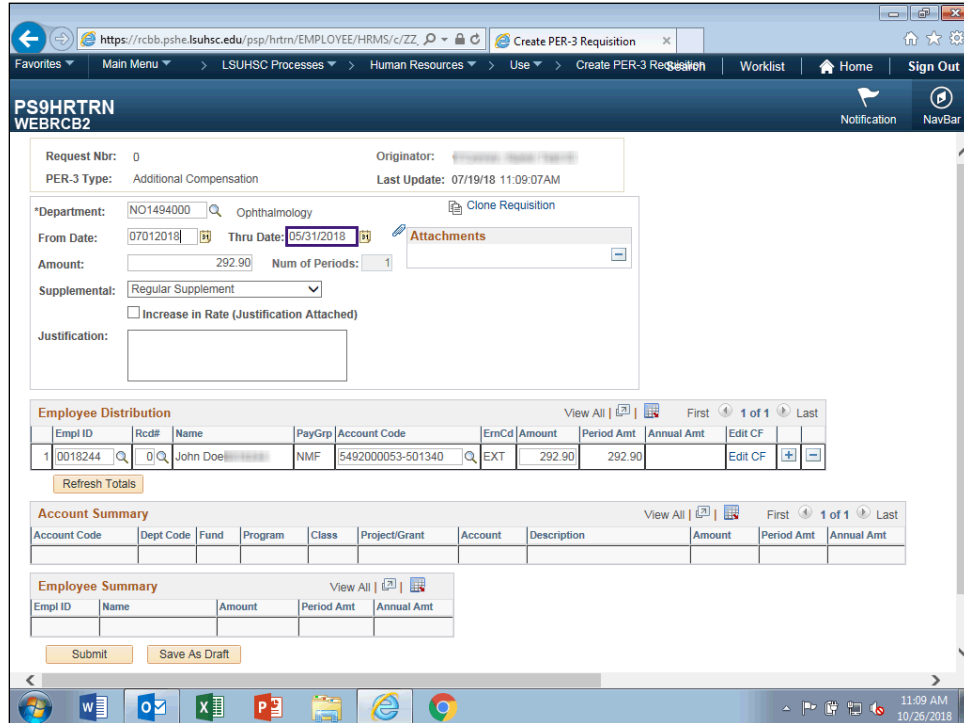 https://rcbb.pshe.lsuhsc.edu/psp/hrtrn/EMPLOYEE/HRMS/c/ZZ_ Create PER-3 Requisition
Favorites Main Menu > LSUHSC Processes > Human Resources > Use > Create PER-3 Requisition Search Worklist Home Sign Out
PS9HRTRN
WEBRCB2
Notification NavBar
Request Nbr: 0 Originator:
PER-3 Type: Additional Compensation Last Update: 07/19/18 11:09:07AM
*Department: NO1494000 Ophthalmology Clone Requisition
From Date: 07012018 Thru Date: 05/31/2018 Attachments
Amount: 292.90 Num of Periods: 1
Supplemental: Regular Supplement
Increase in Rate (Justification Attached)
Justification:
Employee Distribution View All | | First 1 of 1 Last
Empl ID Rcd# Name PayGrp Account Code ErnCd Amount Period Amt Annual Amt Edit CF
1 0018244 0 John Doe NMF 5492000053-501340 EXT 292.90 292.90 Edit CF
Refresh Totals
Account Summary View All | | First 1 of 1 Last
Account Code Dept Code Fund Program Class Project/Grant Account Description Amount Period Amt Annual Amt
Employee Summary View All | |
Empl ID Name Amount Period Amt Annual Amt
Submit Save As Draft
11:09 AM
10/26/2018